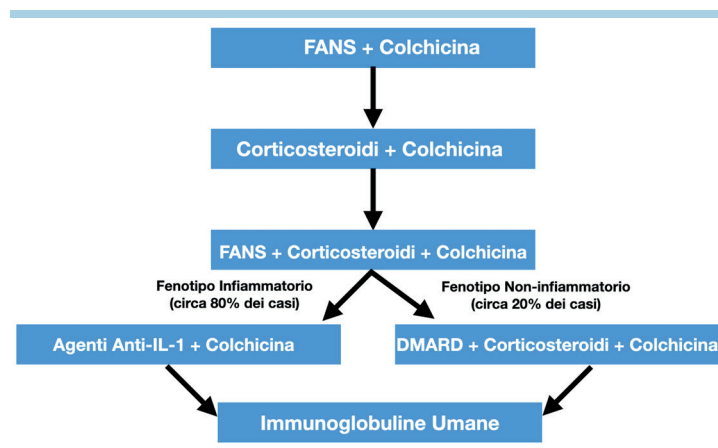 FANS + Colchicina
Corticosteroidi + Colchicina
FANS + Corticosteroidi + Colchicina
Fenotipo Infiammatorio
(circa 80% dei casi)
Fenotipo Non-infiammatorio
(circa 20% dei casi)
Agenti Anti-IL-1 + Colchicina
DMARD + Corticosteroidi + Colchicina
Immunoglobuline Umane